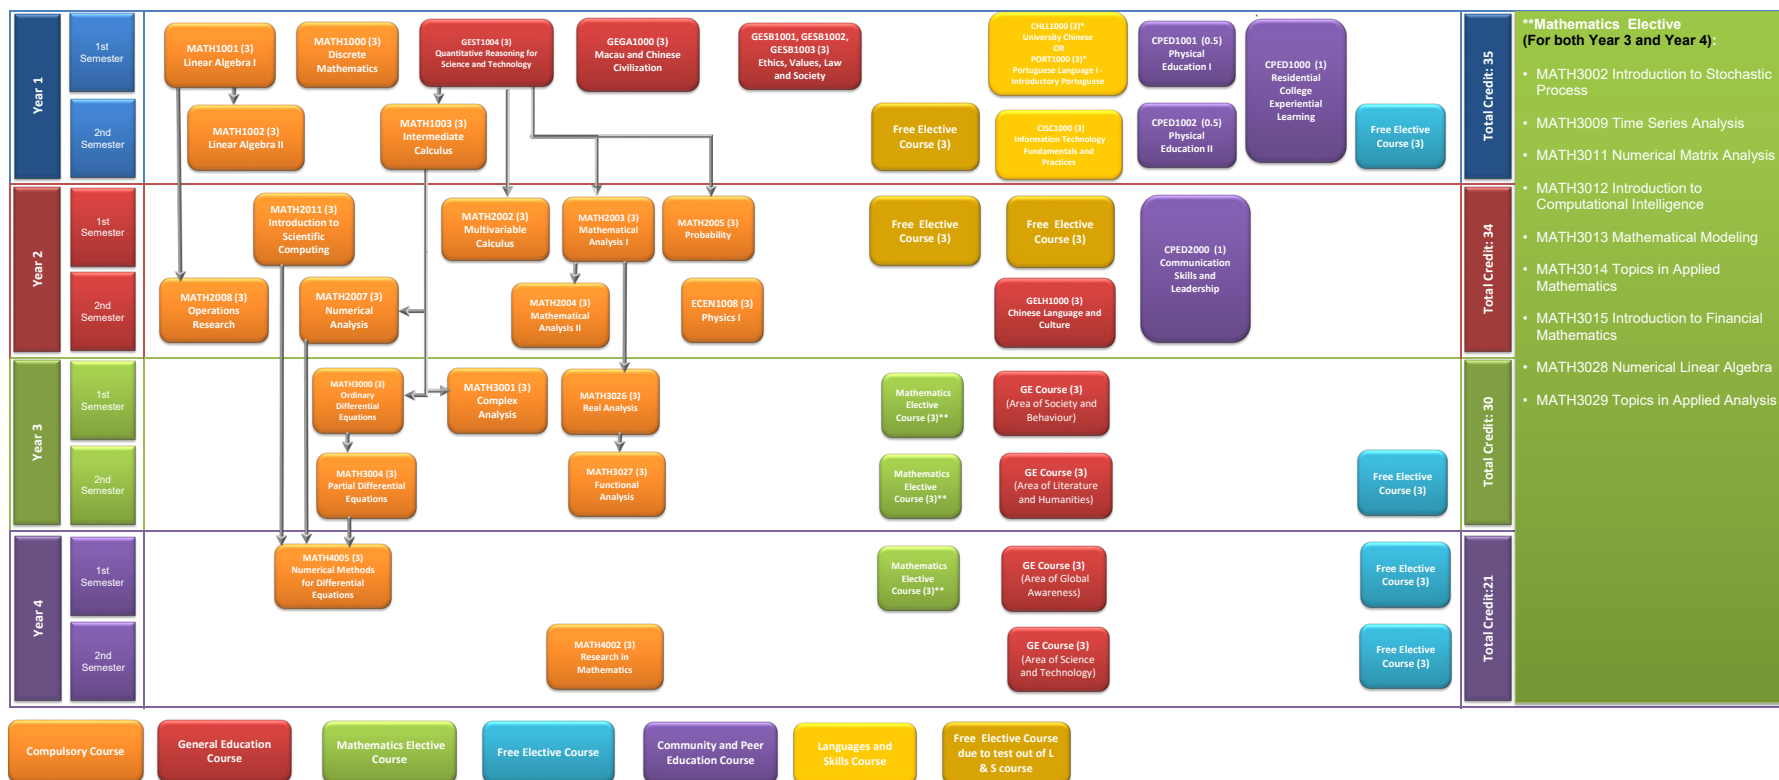 Year 1
1st
Semester
MATH1001 (3)
Linear Algebra I
MATH1000 (3)
Discrete
Mathematics
GEST1004 (3)
Quantitative Reasoning for
Science and Technology
GEGA1000 (3)
Macau and Chinese
Civilization
GESB1001, GESB1002,
GESB1003 (3)
Ethics, Values, Law
and Society
CHLL1000 (3)*
University Chinese
OR
PORT1000 (3)*
Portuguese Language I -
Introductory Portuguese
CPED1001 (0.5)
Physical
Education I
CPED1000 (1)
Residential
College
Experiential
Learning
Total Credit: 35
2nd
Semester
MATH1002 (3)
Linear Algebra II
MATH1003 (3)
Intermediate
Calculus
Free Elective
Course (3)
CISC1000 (3)
Information Technology
Fundamentals and
Practices
CPED1002 (0.5)
Physical
Education II
Free Elective
Course (3)
Year 2
1st
Semester
MATH2011 (3)
Introduction to
Scientific
Computing
MATH2002 (3)
Multivariable
Calculus
MATH2003 (3)
Mathematical
Analysis I
MATH2005 (3)
Probability
Free Elective
Course (3)
Free Elective
Course (3)
CPED2000 (1)
Communication
Skills and
Leadership
Total Credit: 34
2nd
Semester
MATH2008 (3)
Operations
Research
MATH2007 (3)
Numerical
Analysis
MATH2004 (3)
Mathematical
Analysis II
ECEN1008 (3)
Physics I
GELH1000 (3)
Chinese Language and
Culture
Year 3
1st
Semester
MATH3000 (3)
Ordinary
Differential
Equations
MATH3001 (3)
Complex
Analysis
MATH3026 (3)
Real Analysis
Mathematics
Elective
Course (3)**
GE Course (3)
(Area of Society and
Behaviour)
Total Credit: 30
2nd
Semester
MATH3004 (3)
Partial Differential
Equations
MATH3027 (3)
Functional
Analysis
Mathematics
Elective
Course (3)**
GE Course (3)
(Area of Literature
and Humanities)
Free Elective
Course (3)
Year 4
1st
Semester
MATH4005 (3)
Numerical Methods
for Differential
Equations
Mathematics
Elective
Course (3)**
GE Course (3)
(Area of Global
Awareness)
Free Elective
Course (3)
Total Credit:21
2nd
Semester
MATH4002 (3)
Research in
Mathematics
GE Course (3)
(Area of Science
and Technology)
Free Elective
Course (3)
**Mathematics Elective
(For both Year 3 and Year 4):
• MATH3002 Introduction to Stochastic
Process
• MATH3009 Time Series Analysis
• MATH3011 Numerical Matrix Analysis
• MATH3012 Introduction to
Computational Intelligence
• MATH3013 Mathematical Modeling
• MATH3014 Topics in Applied
Mathematics
• MATH3015 Introduction to Financial
Mathematics
• MATH3028 Numerical Linear Algebra
• MATH3029 Topics in Applied Analysis
Compulsory Course
General Education
Course
Mathematics Elective
Course
Free Elective Course
Community and Peer
Education Course
Languages and
Skills Course
Free Elective Course
due to test out of L
& S course